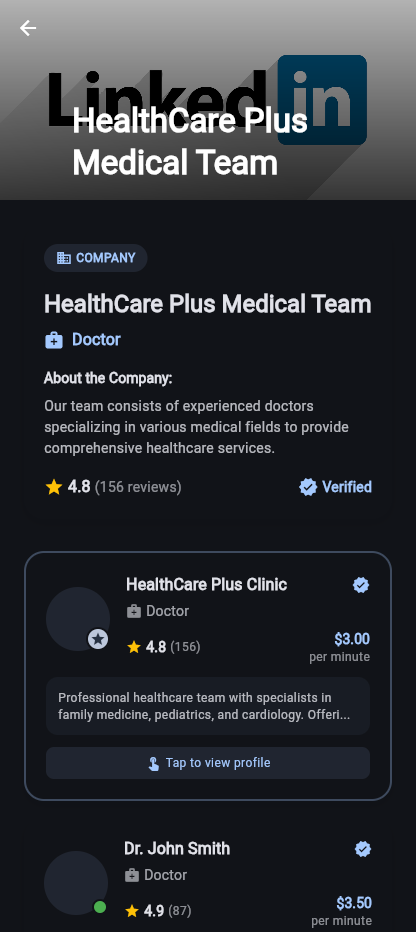 Linked in
HealthCare Plus
Medical Team
COMPANY
HealthCare Plus Medical Team
Doctor
About the Company:
Our team consists of experienced doctors
specializing in various medical fields to provide
comprehensive healthcare services.
4.8 (156 reviews)
Verified
HealthCare Plus Clinic
Doctor
4.8 (156)
$3.00
per minute
Professional healthcare team with specialists in
family medicine, pediatrics, and cardiology. Offeri...
Tap to view profile
Dr. John Smith
Doctor
4.9 (87)
$3.50
per minute